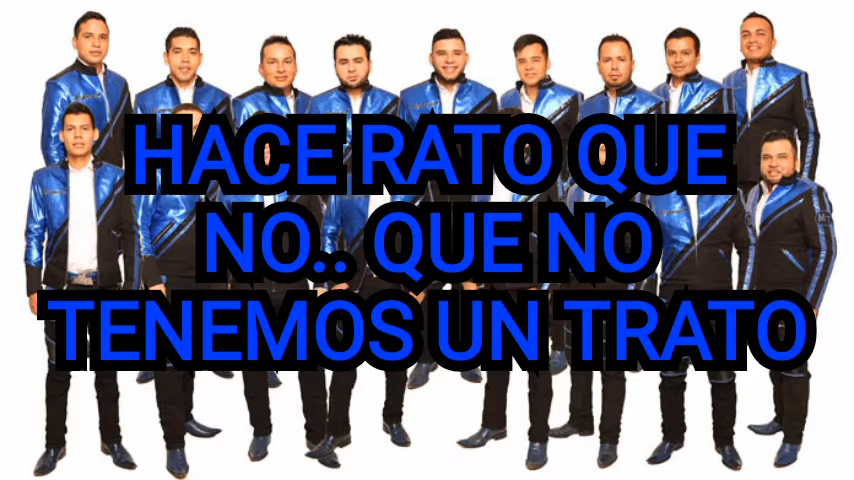 HACE RATO QUE
NO.. QUE NO
TENEMOS UN TRATO